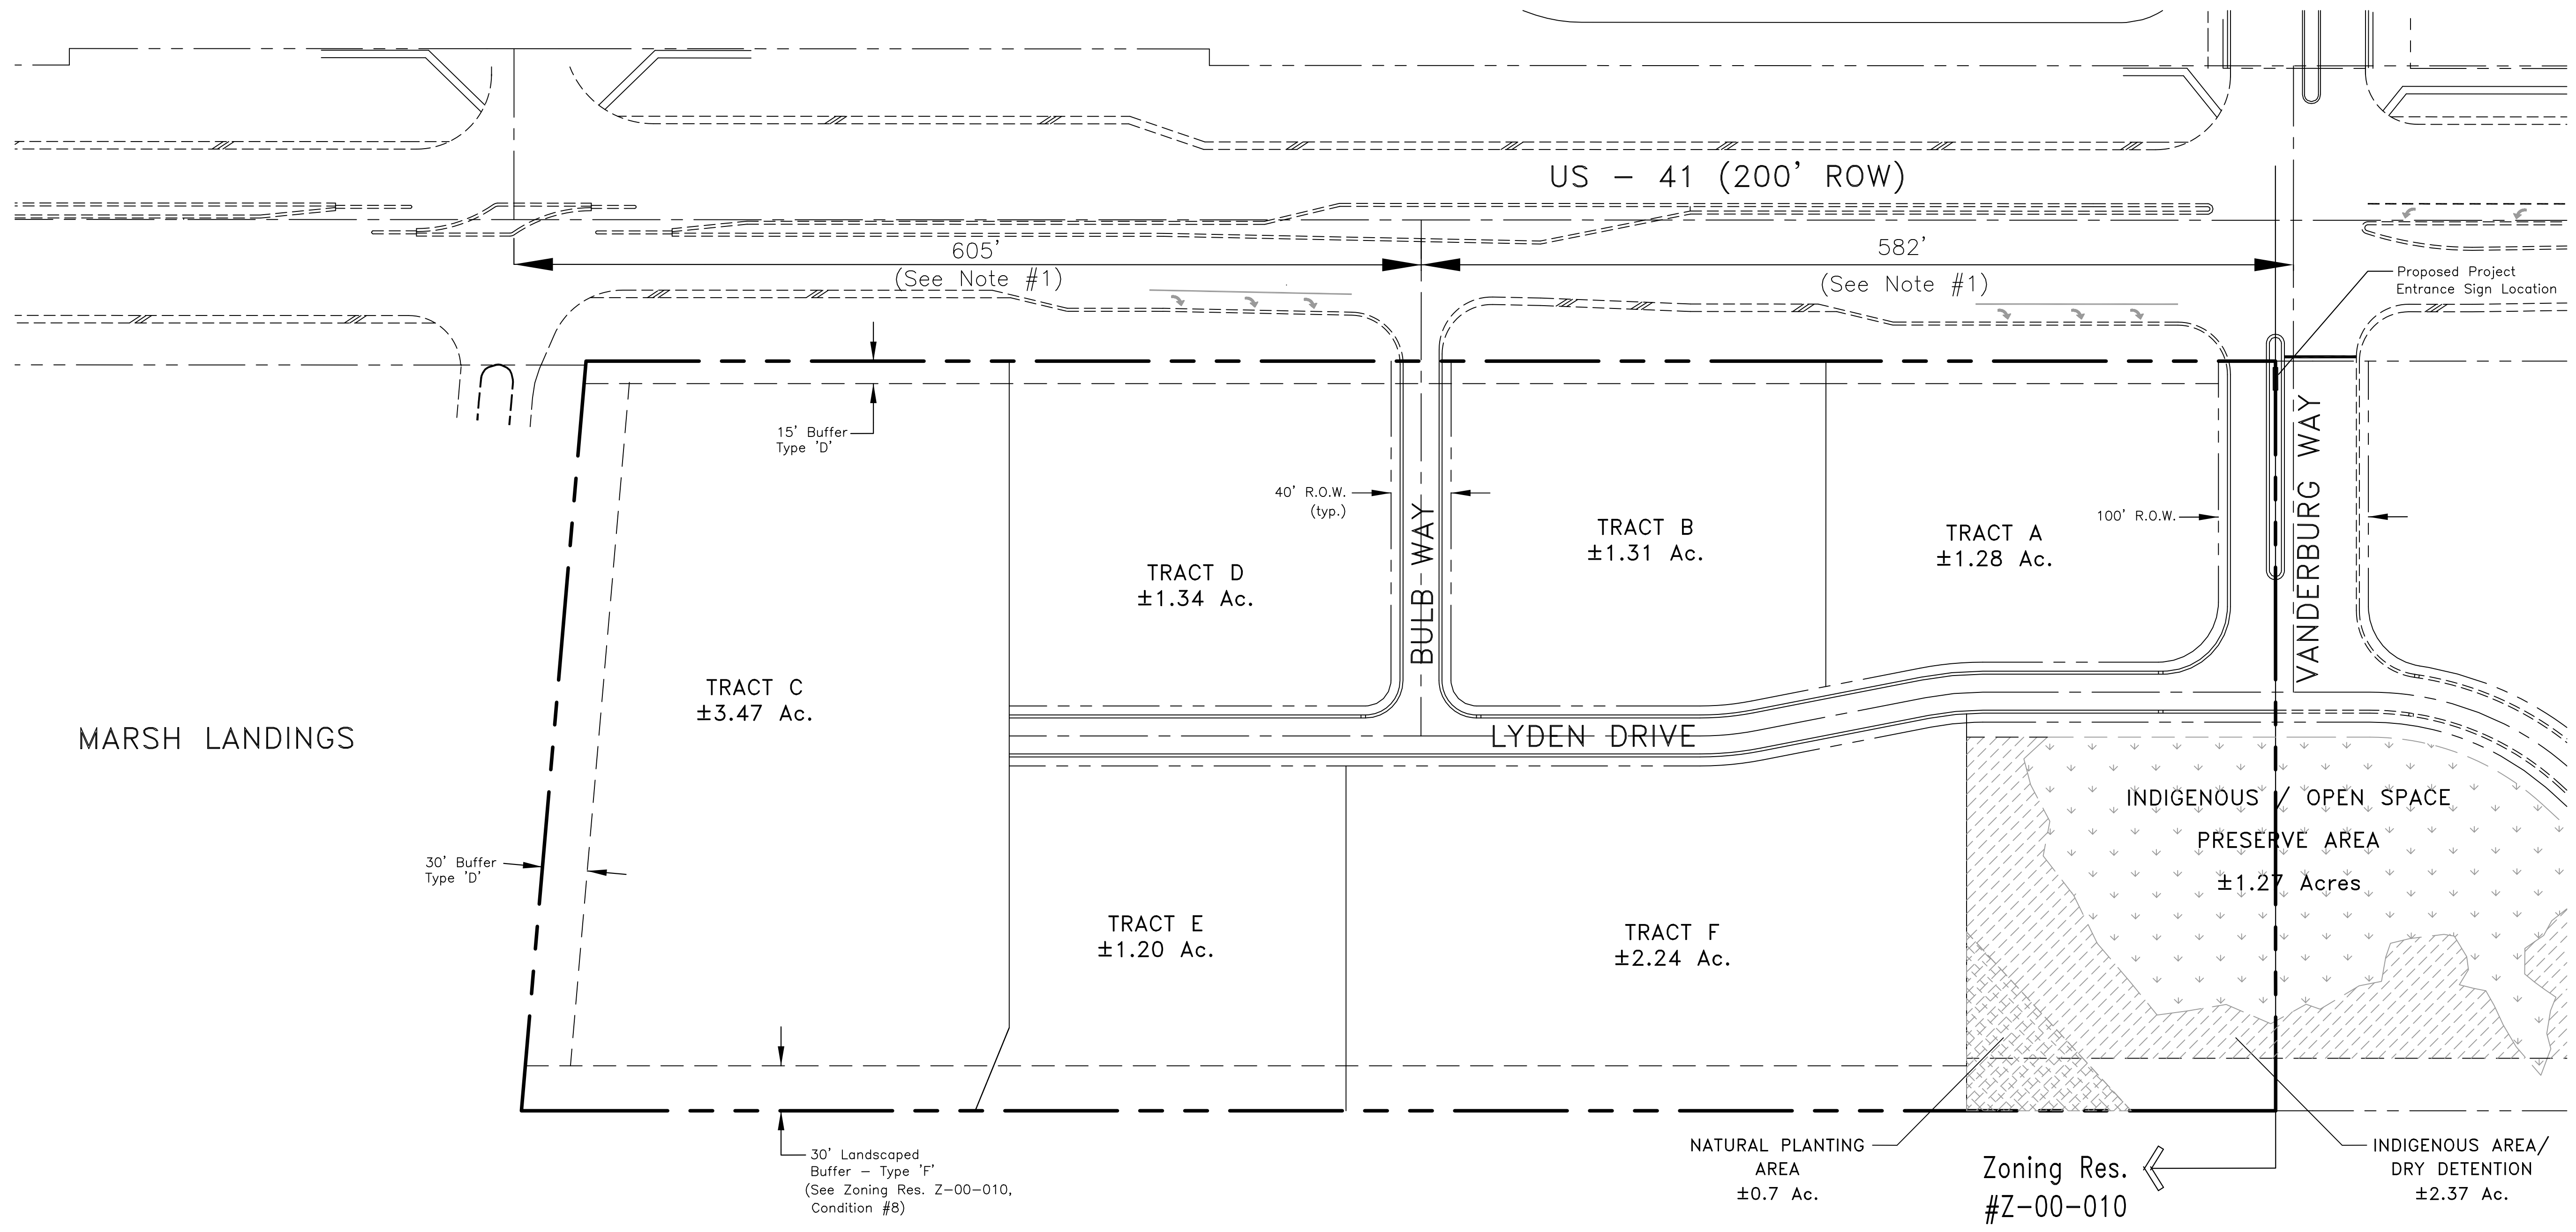 US - 41 (200' ROW)
605'
(See Note #1)
582'
(See Note #1)
Proposed Project
Entrance Sign Location
15' Buffer
Type 'D'
40' R.O.W.
(typ.)
BULB WAY
TRACT B
±1.31 Ac.
TRACT A
±1.28 Ac.
100' R.O.W.
VANDERBURG WAY
TRACT D
±1.34 Ac.
TRACT C
±3.47 Ac.
MARSH LANDINGS
LYDEN DRIVE
INDIGENOUS / OPEN SPACE
PRESERVE AREA
±1.27 Acres
30' Buffer
Type 'D'
TRACT E
±1.20 Ac.
TRACT F
±2.24 Ac.
30' Landscaped
Buffer - Type 'F'
(See Zoning Res. Z-00-010,
Condition #8)
NATURAL PLANTING
AREA
±0.7 Ac.
Zoning Res.
#Z-00-010
INDIGENOUS AREA/
DRY DETENTION
±2.37 Ac.